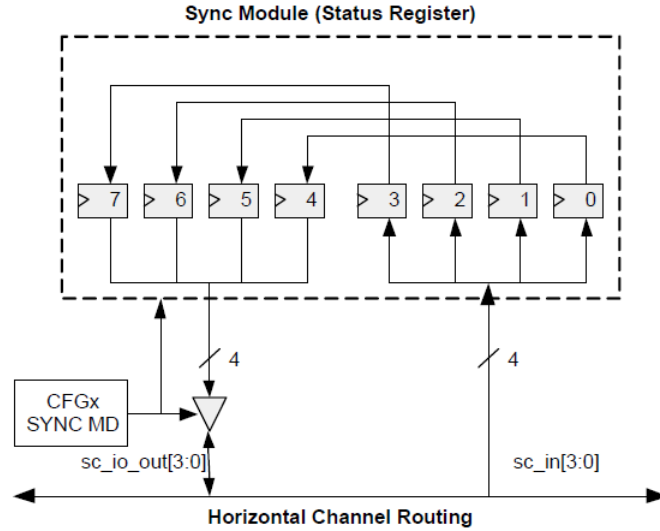 Sync Module (Status Register)
7 6 5 4 3 2 1 0
4 4
CFGx
SYNC MD
sc_io_out[3:0] sc_in[3:0]
Horizontal Channel Routing